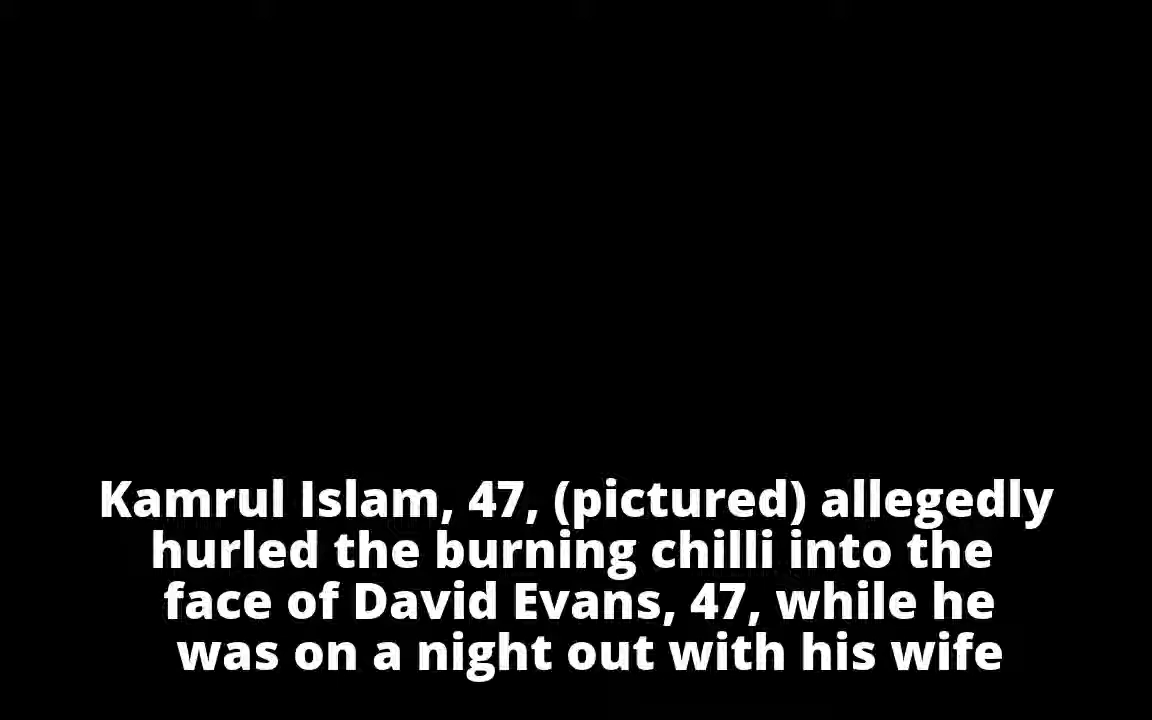 Kamrul Islam, 47, (pictured) allegedly
hurled the burning chilli into the
face of David Evans, 47, while he
was on a night out with his wife